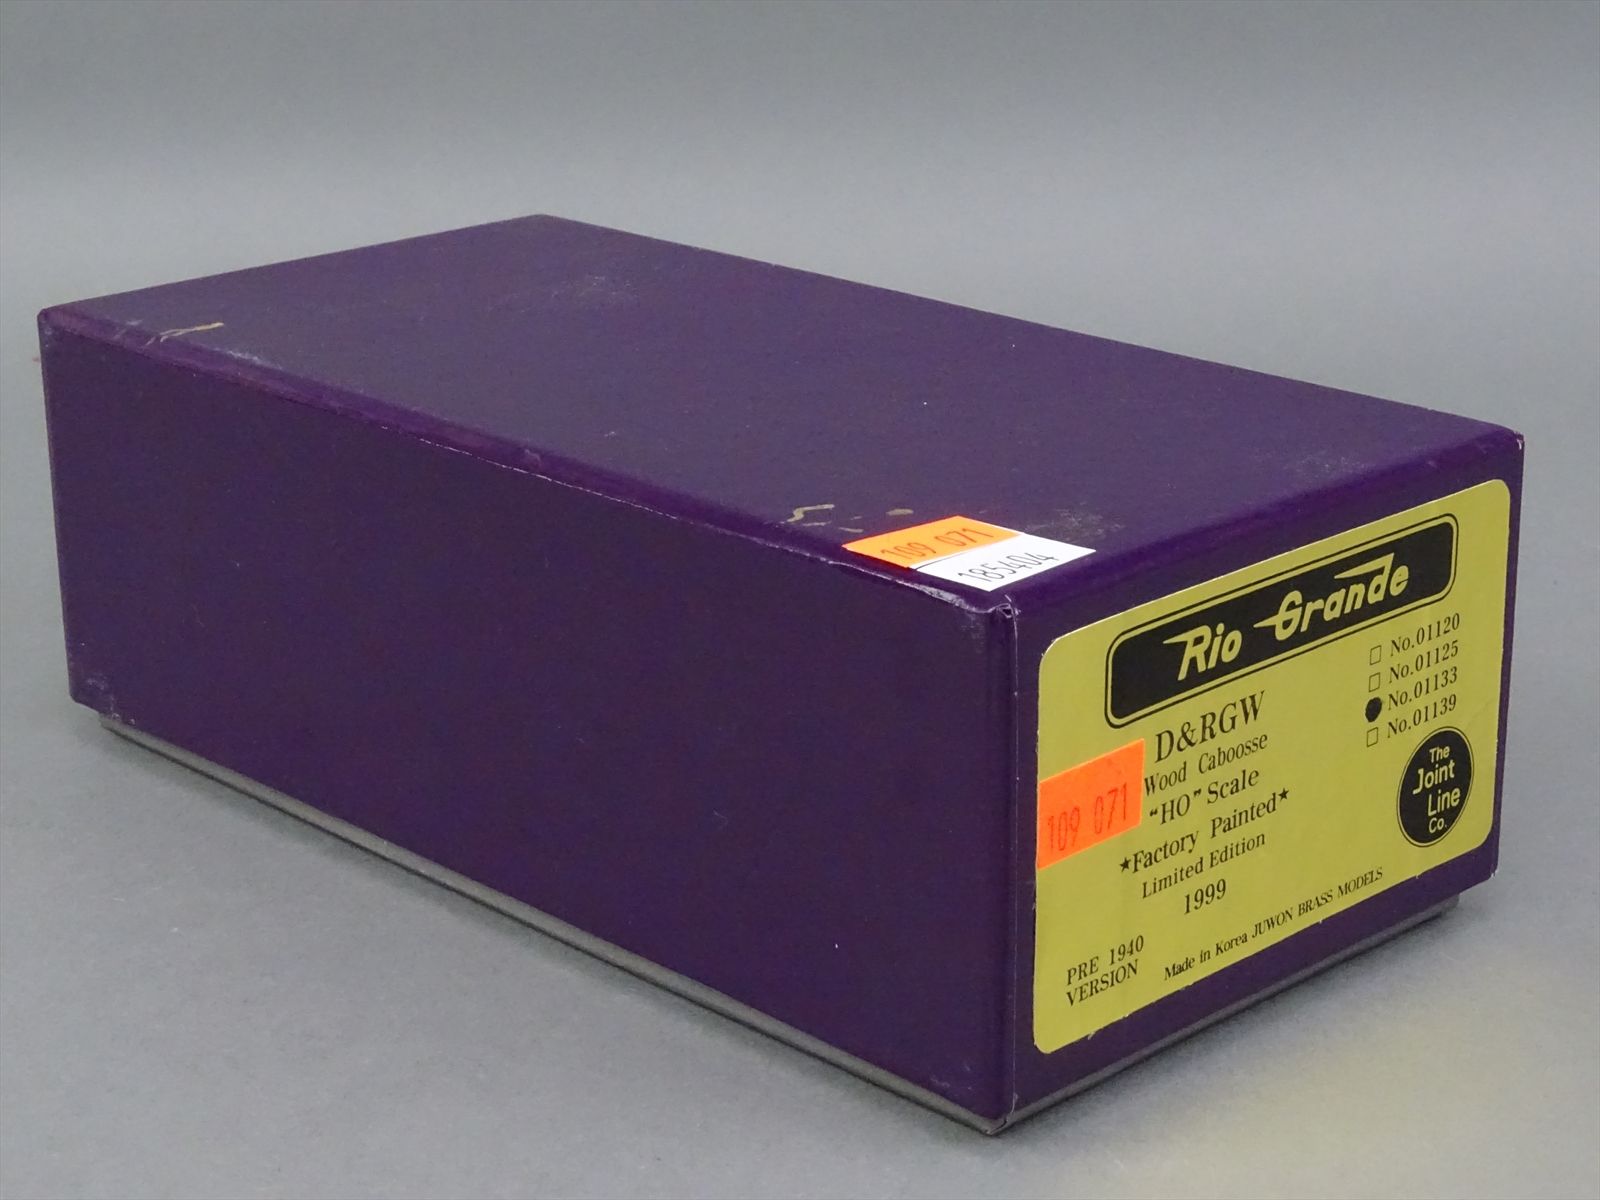 109 071
185404
Rio Grande
No.01120
No.01125
No.01133
No.01139
D&RGW
Wood Caboosse
"HO" Scale
★Factory Painted★
Limited Edition
1999
109 071
The
Joint
Line
Co.
PRE 1940
VERSION
Made in Korea JUWON BRASS MODELS